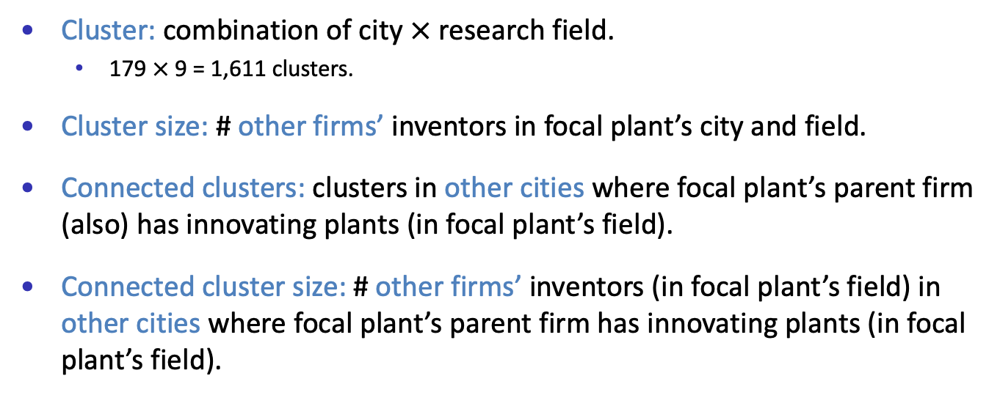 • Cluster: combination of city × research field.
• 179 × 9 = 1,611 clusters.
• Cluster size: # other firms’ inventors in focal plant’s city and field.
• Connected clusters: clusters in other cities where focal plant’s parent firm
(also) has innovating plants (in focal plant’s field).
• Connected cluster size: # other firms’ inventors (in focal plant’s field) in
other cities where focal plant’s parent firm has innovating plants (in focal
plant’s field).